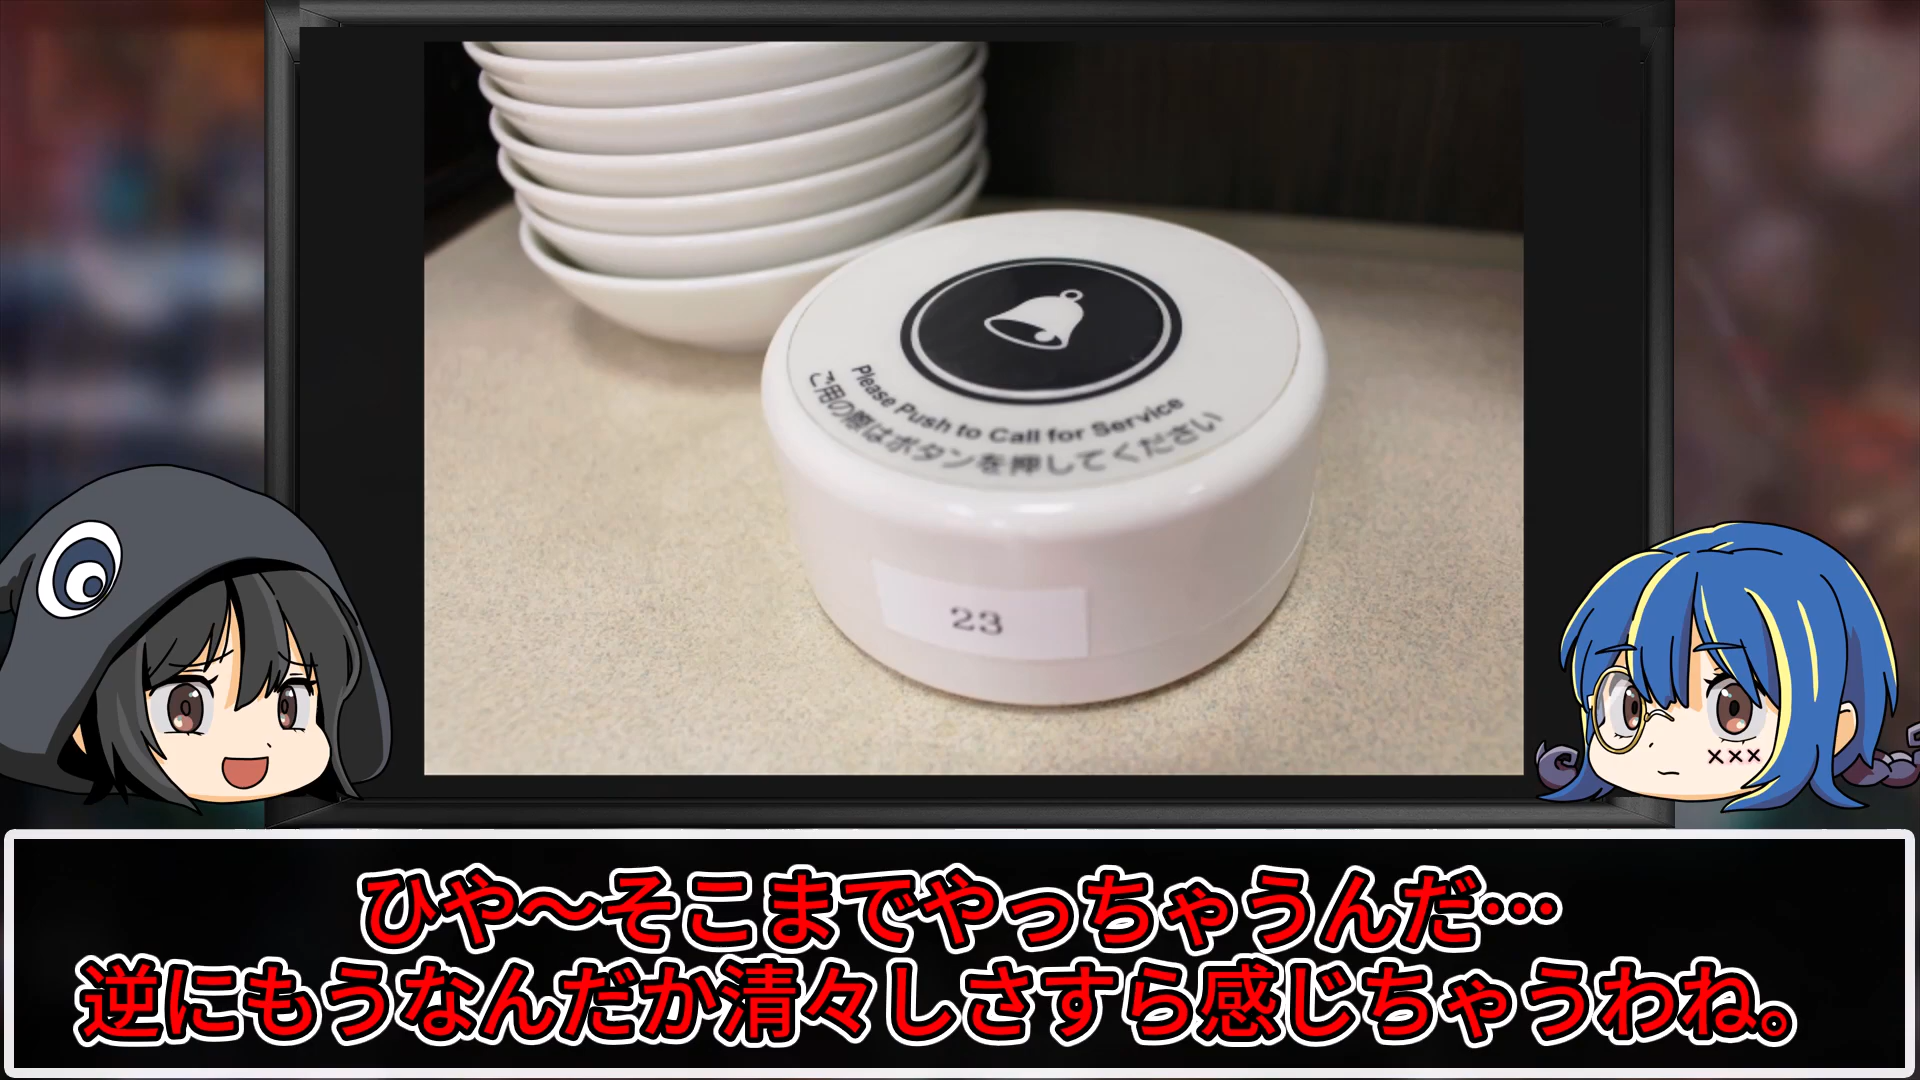 Please Push to Call for Service
ご用の際はボタンを押してください
23
ひや～そこまでやっちゃうんだ…
逆にもうなんだか清々しさすら感じちゃうわね。